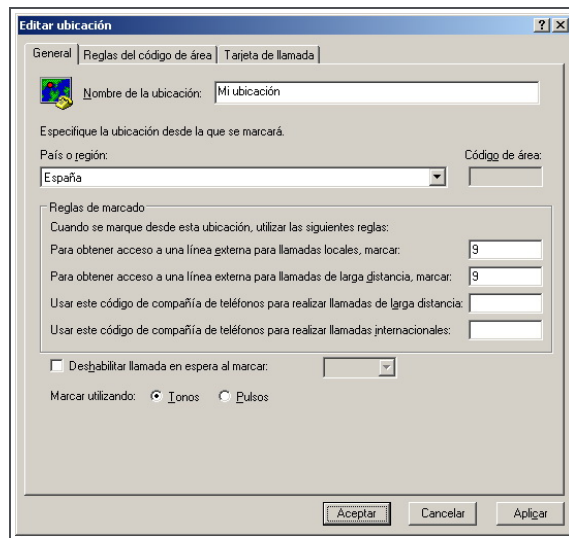 Editar ubicación
General Reglas del código de área Tarjeta de llamada
Nombre de la ubicación: Mi ubicación
Especifique la ubicación desde la que se marcará.
País o región: Código de área:
España
Reglas de marcado
Cuando se marque desde esta ubicación, utilizar las siguientes reglas:
Para obtener acceso a una línea externa para llamadas locales, marcar: 9
Para obtener acceso a una línea externa para llamadas de larga distancia, marcar: 9
Usar este código de compañía de teléfonos para realizar llamadas de larga distancia:
Usar este código de compañía de teléfonos para realizar llamadas internacionales:
Deshabilitar llamada en espera al marcar:
Marcar utilizando: Tonos Pulsos
Aceptar Cancelar Aplicar